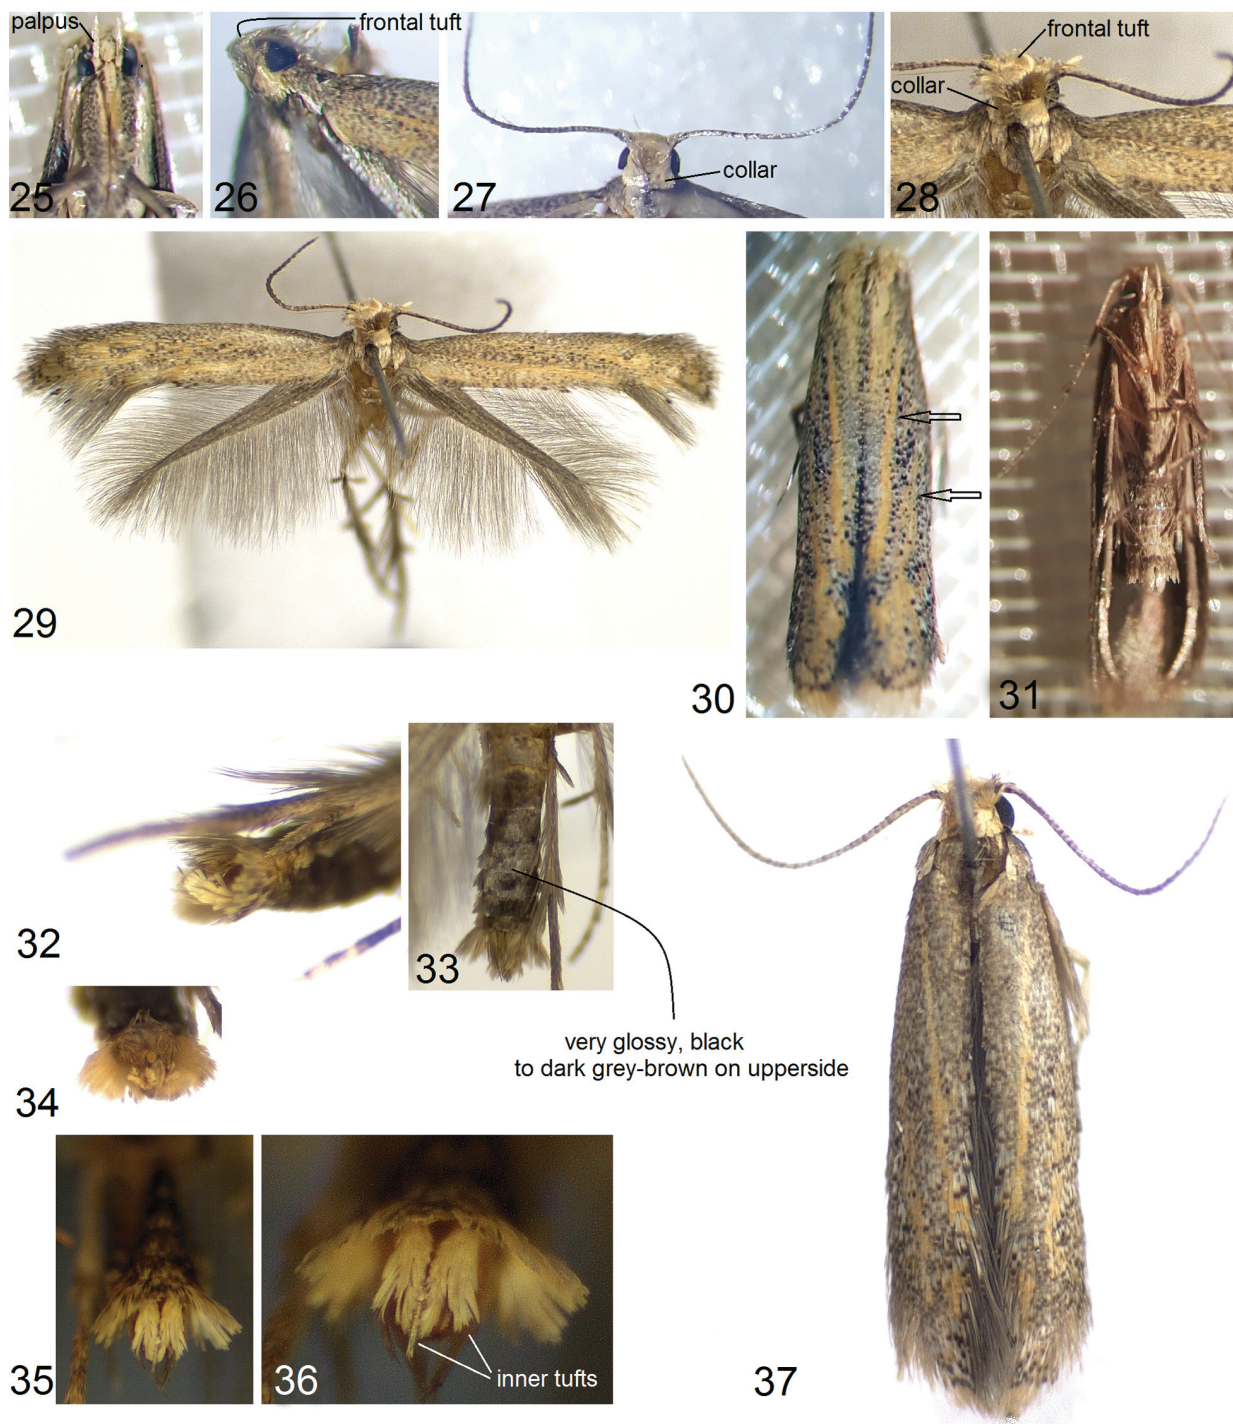 palpus
frontal tuft
frontal tuft
collar
collar
25
26
27
28
29
30
31
32
33
very glossy, black
to dark grey-brown on upperside
34
35
36
inner tufts
37